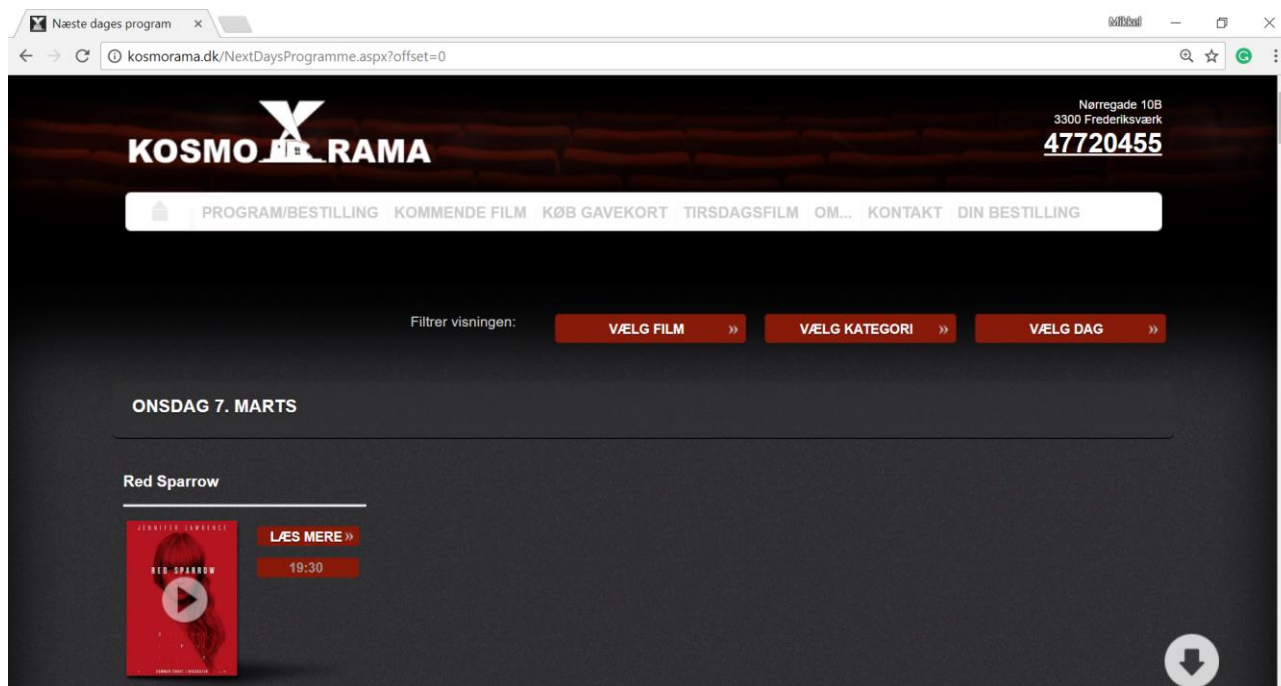 Næste dages program
kosmorama.dk/NextDaysProgramme.aspx?offset=0
KOSMORAMA
Nørregade 10B
3300 Frederiksværk
47720455
PROGRAM/BESTILLING KOMMENDE FILM KØB GAVEKORT TIRSDAGSFILM OM... KONTAKT DIN BESTILLING
Filtrer visningen: VÆLG FILM » VÆLG KATEGORI » VÆLG DAG »
ONSDAG 7. MARTS
Red Sparrow
JENNIFER LAWRENCE
RED SPARROW
LÆS MERE »
19:30